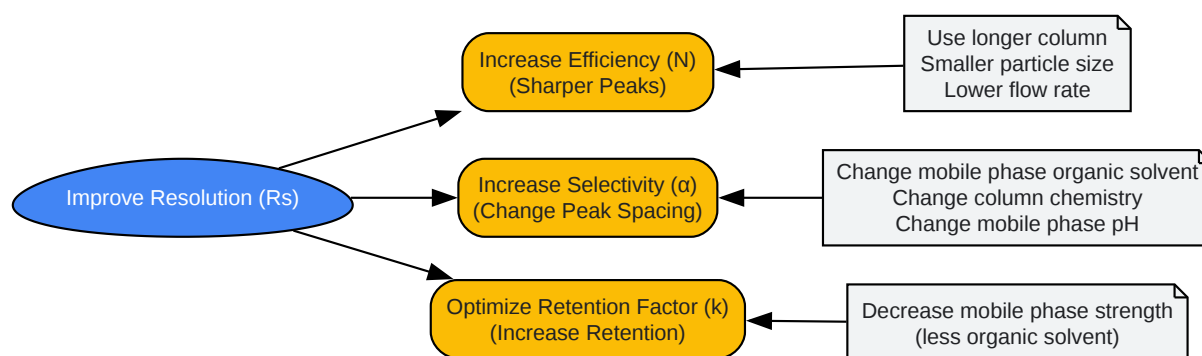 Improve Resolution (Rs)
Increase Efficiency (N)
(Sharper Peaks)
Use longer column
Smaller particle size
Lower flow rate
Increase Selectivity (α)
(Change Peak Spacing)
Change mobile phase organic solvent
Change column chemistry
Change mobile phase pH
Optimize Retention Factor (k)
(Increase Retention)
Decrease mobile phase strength
(less organic solvent)